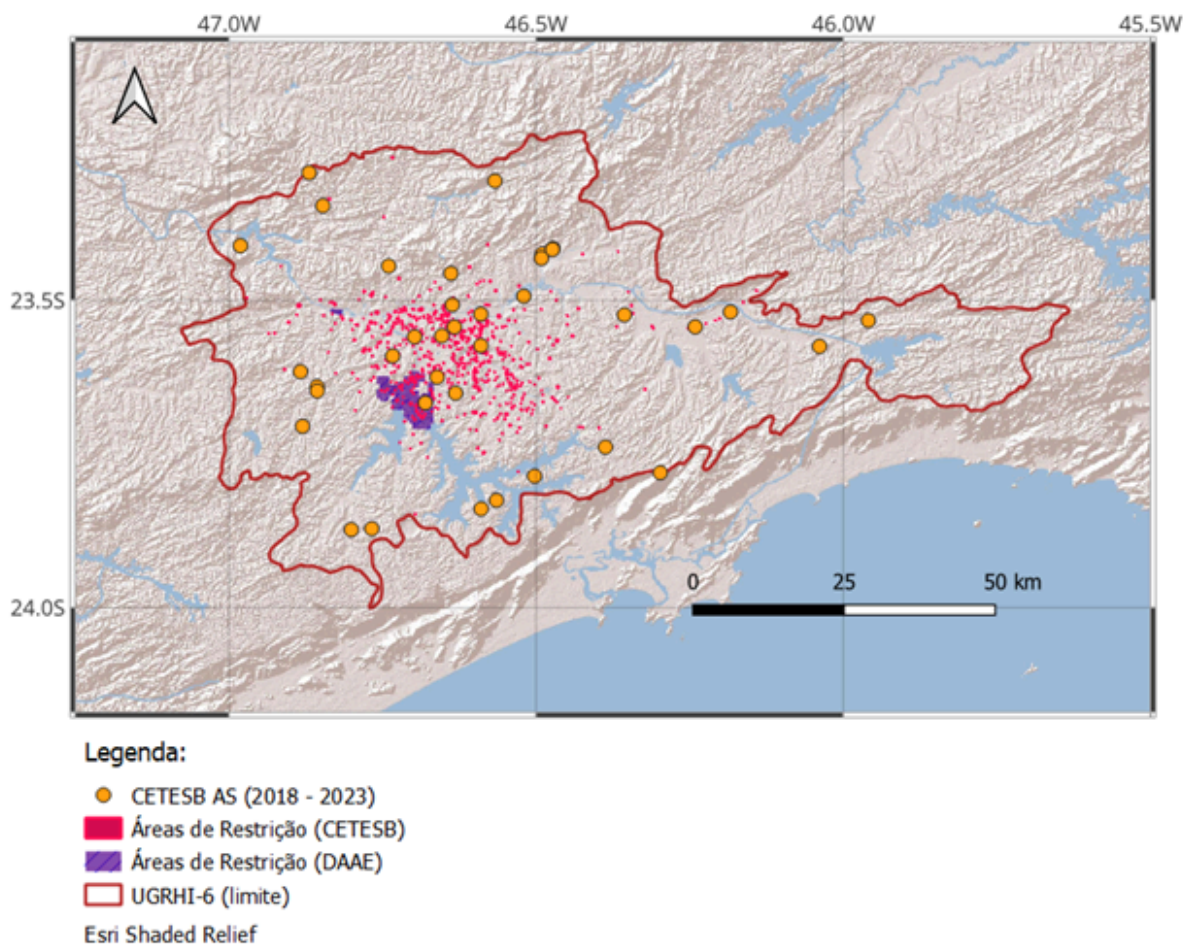 47.0W 46.5W 46.0W 45.5W
23.5S
0 25 50 km
24.0S
Legenda:
CETESB AS (2018 - 2023)
Áreas de Restrição (CETESB)
Áreas de Restrição (DAAE)
UGRHI-6 (limite)
Esri Shaded Relief